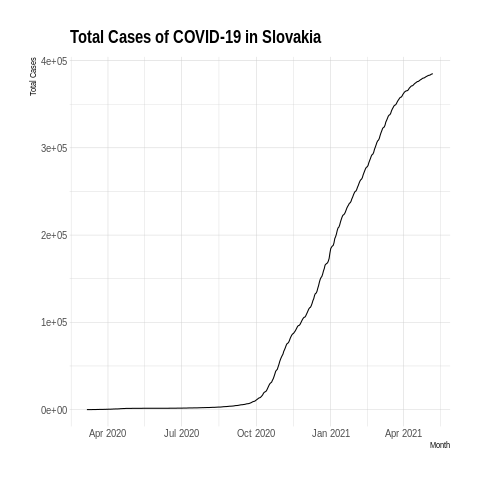 Total Cases of COVID-19 in Slovakia
Total Cases
4e+05
3e+05
2e+05
1e+05
0e+00
Apr 2020 Jul 2020 Oct 2020 Jan 2021 Apr 2021
Month